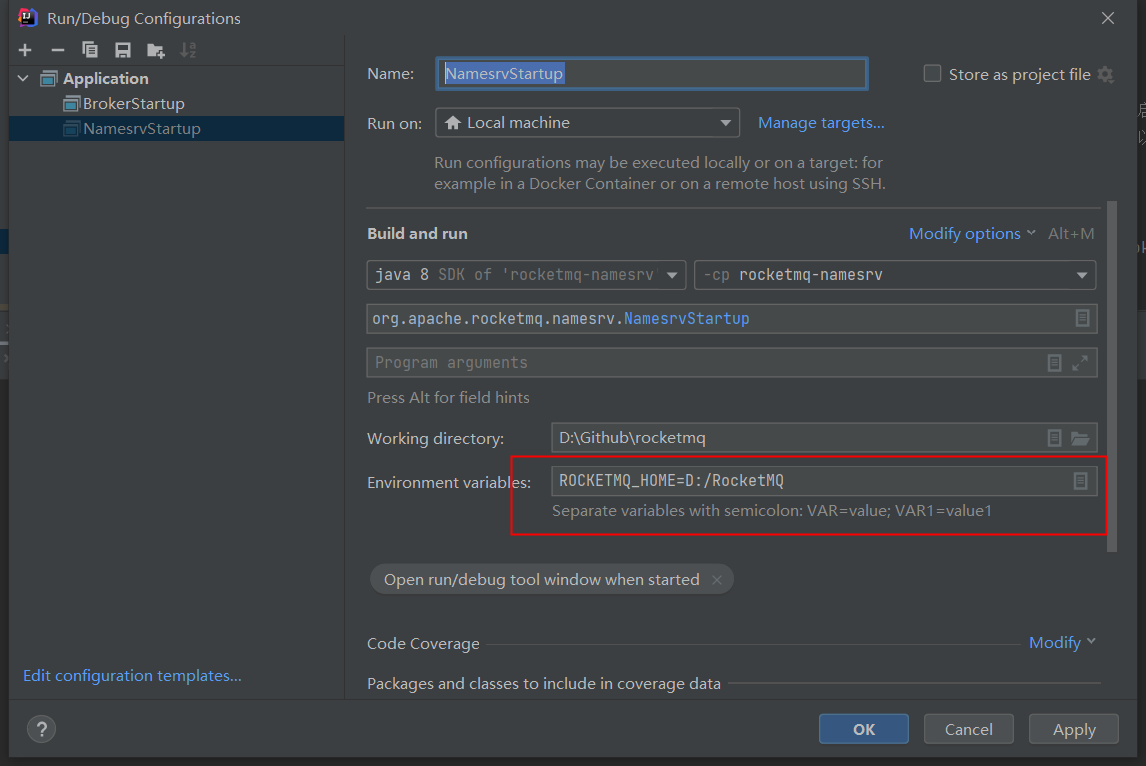 Run/Debug Configurations
Application
BrokerStartup
NamesrvStartup
Name: NamesrvStartup Store as project file
Run on: Local machine Manage targets...
Run configurations may be executed locally or on a target: for
example in a Docker Container or on a remote host using SSH.
Build and run Modify options Alt+M
java 8 SDK of 'rocketmq-namesrv -cp rocketmq-namesrv
org.apache.rocketmq.namesrv.NamesrvStartup
Program arguments
Press Alt for field hints
Working directory: D:\Github\rocketmq
Environment variables: ROCKETMQ_HOME=D:/RocketMQ
Separate variables with semicolon: VAR=value; VAR1=value1
Open run/debug tool window when started
Code Coverage Modify
Packages and classes to include in coverage data
Edit configuration templates...
? OK Cancel Apply